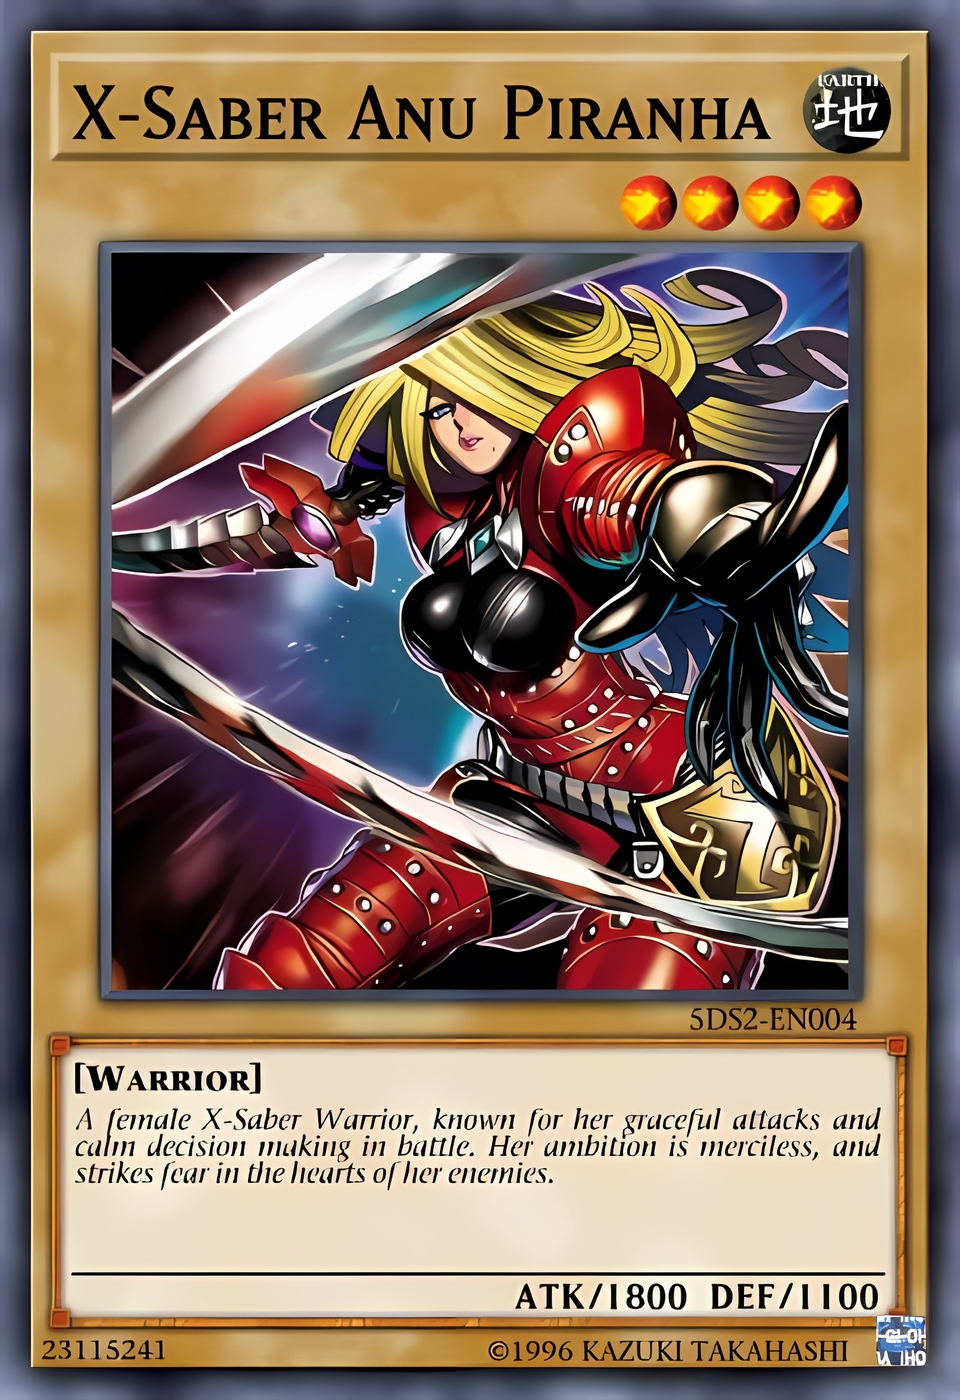 X-Saber Anu Piranha
地
5DS2-EN004
[Warrior]
A female X-Saber Warrior, known for her graceful attacks and
calm decision making in battle. Her ambition is merciless, and
strikes fear in the hearts of her enemies.
ATK/1800 DEF/1100
23115241
©1996 KAZUKI TAKAHASHI